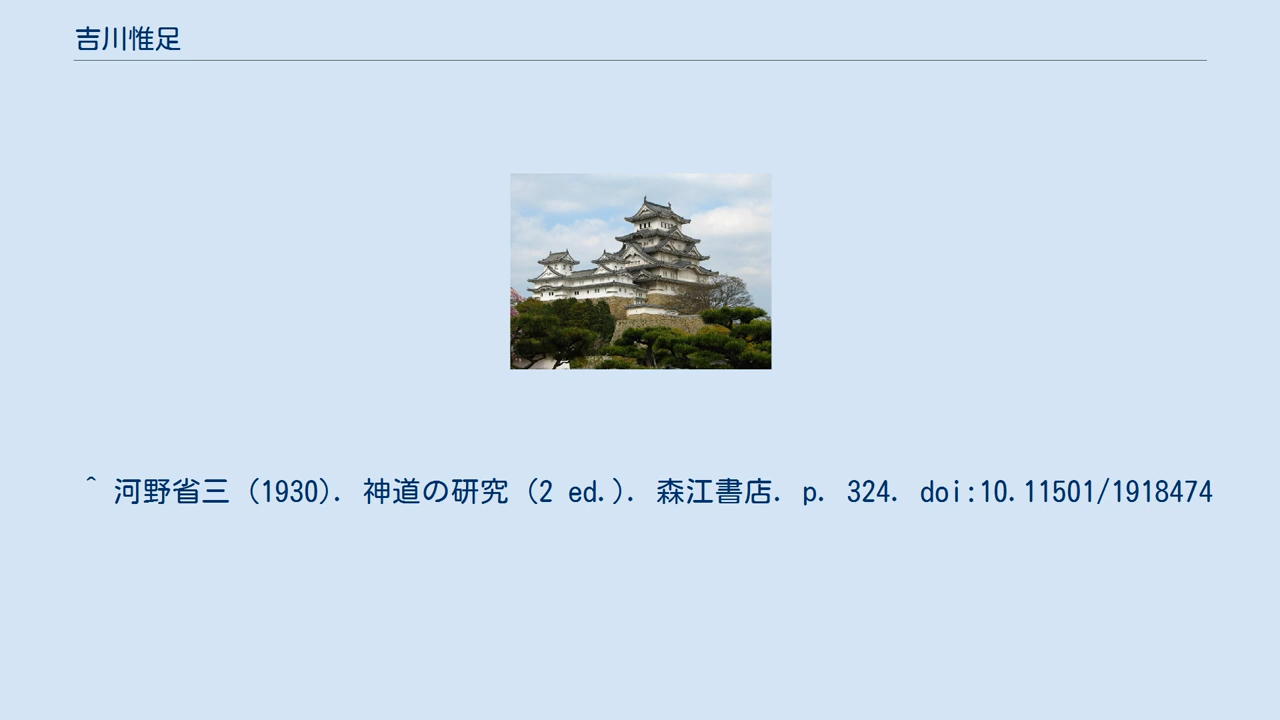 吉川惟足
^ 河野省三 (1930). 神道の研究 (2 ed.). 森江書店. p. 324. doi:10.11501/1918474